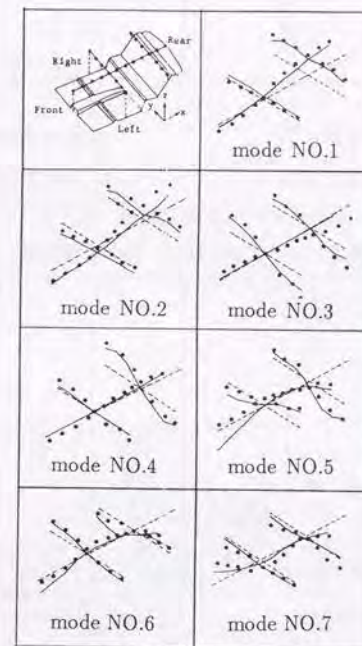 Rear
Right
Front
Left
z
y
x
mode NO.1
mode NO.2
mode NO.3
mode NO.4
mode NO.5
mode NO.6
mode NO.7